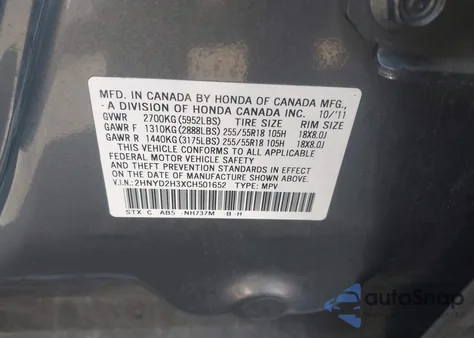 MFD. IN CANADA BY HONDA OF CANADA MFG.,
A DIVISION OF HONDA CANADA INC. 10/'11
GVWR 2700KG(5952LBS) TIRE SIZE RIM SIZE
GAWR F 1310KG(2888LBS) 255/55R18 105H 18X8.0J
GAWR R 1440KG(3175LBS) 255/55R18 105H 18X8.0J
THIS VEHICLE CONFORMS TO ALL APPLICABLE
FEDERAL MOTOR VEHICLE SAFETY AND
THEFT PREVENTION STANDARDS IN EFFECT ON
THE DATE OF MANUFACTURE SHOWN ABOVE.
V.I.N.:2HNYD2H3XCH501652 TYPE: MPV
STX C AB5 -NH737M -B-H
autoSnap